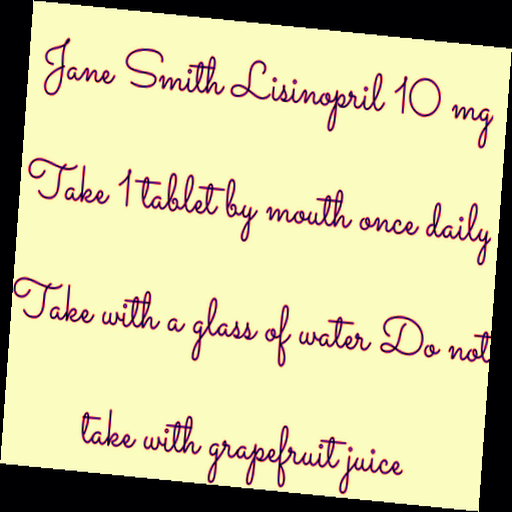 Jane Smith Lisinopril 10 mg
Take 1 tablet by mouth once daily
Take with a glass of water Do not
take with grapefruit juice